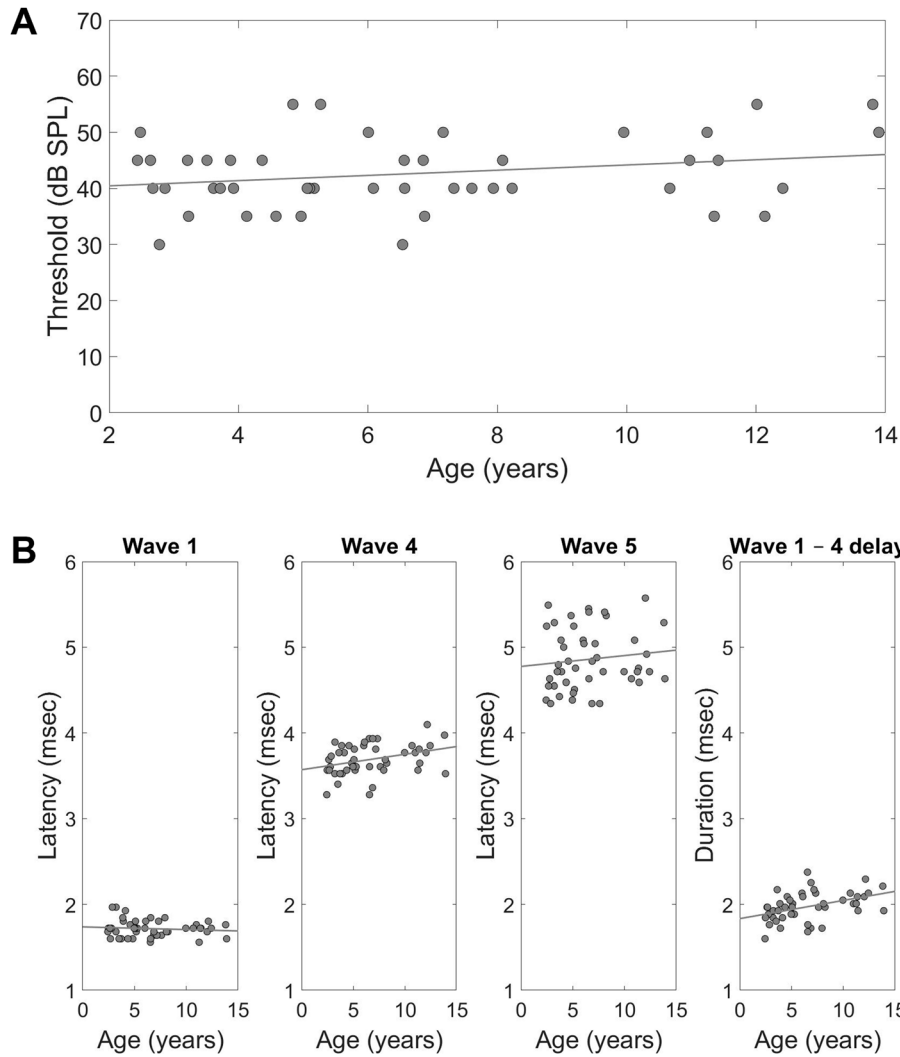 A
Threshold (dB SPL)
70
60
50
40
30
20
10
0
2 4 6 8 10 12 14
Age (years)
B
Wave 1 Wave 4 Wave 5 Wave 1 – 4 delay
Latency (msec) Latency (msec) Latency (msec) Duration (msec)
6 6 6 6
5 5 5 5
4 4 4 4
3 3 3 3
2 2 2 2
1 1 1 1
0 5 10 15 0 5 10 15 0 5 10 15 0 5 10 15
Age (years) Age (years) Age (years) Age (years)